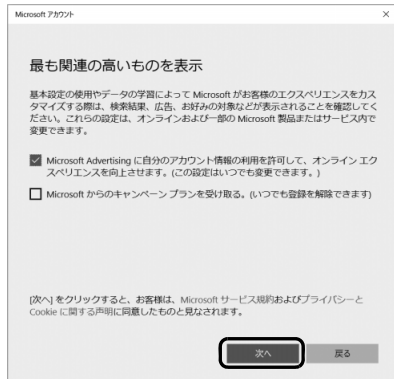 Microsoft アカウント
最も関連の高いものを表示
基本設定の使用やデータの学習によって Microsoft がお客様のエクスペリエンスをカス
タマイズする際は、検索結果、広告、お好みの対象などが表示されることを確認してく
ださい。これらの設定は、オンラインおよび一部の Microsoft 製品またはサービス内で
変更できます。
Microsoft Advertising に自分のアカウント情報の利用を許可して、オンライン エク
スペリエンスを向上させます。(この設定はいつでも変更できます。)
Microsoft からのキャンペーン プランを受け取る。(いつでも登録を解除できます)
[次へ] をクリックすると、お客様は、Microsoft サービス規約およびプライバシーと
Cookie に関する声明に同意したものと見なされます。
次へ
戻る